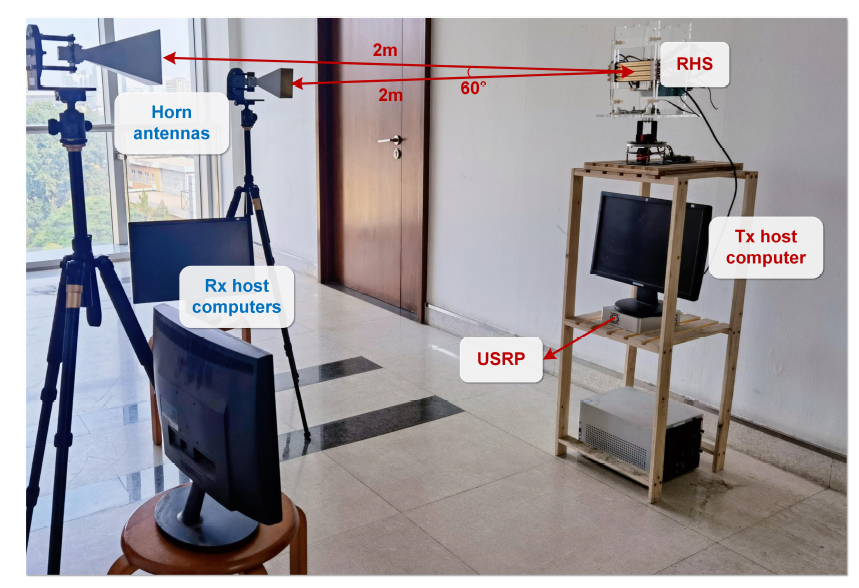 2m
RHS
60°
2m
Horn
antennas
Tx host
computer
Rx host
computers
USRP